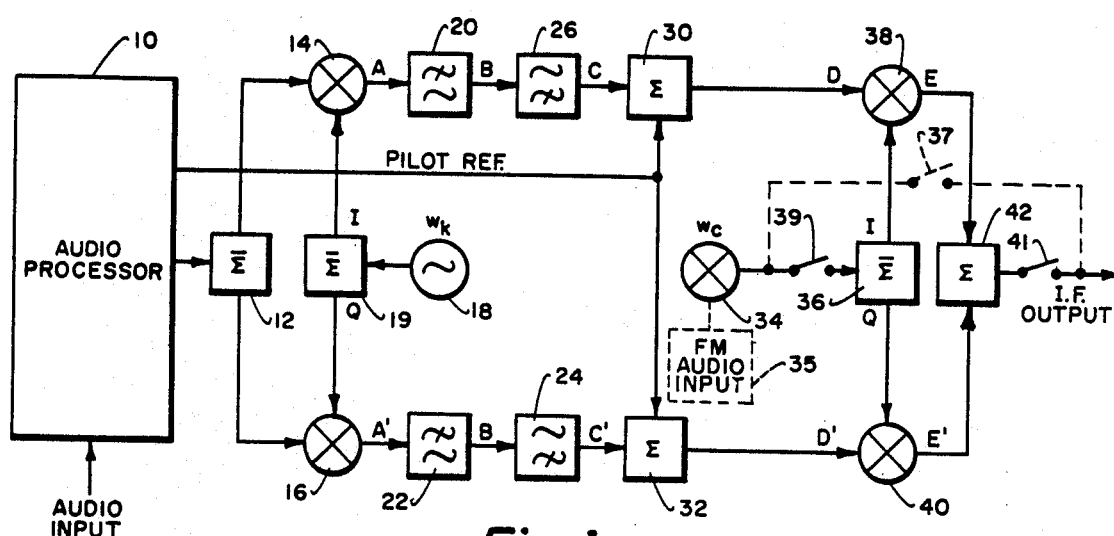 10
14
20
26
30
38
A
B
C
D
E
37
PILOT REF.
Σ
AUDIO
PROCESSOR
I
wk
39
wc
I
42
41
Σ̅
Σ̅
Σ̅
Σ
12
19
18
Q
34
36
Q
I.F.
OUTPUT
FM
AUDIO
INPUT
35
24
A'
B
C'
D'
E'
Σ
16
22
32
40
AUDIO
INPUT